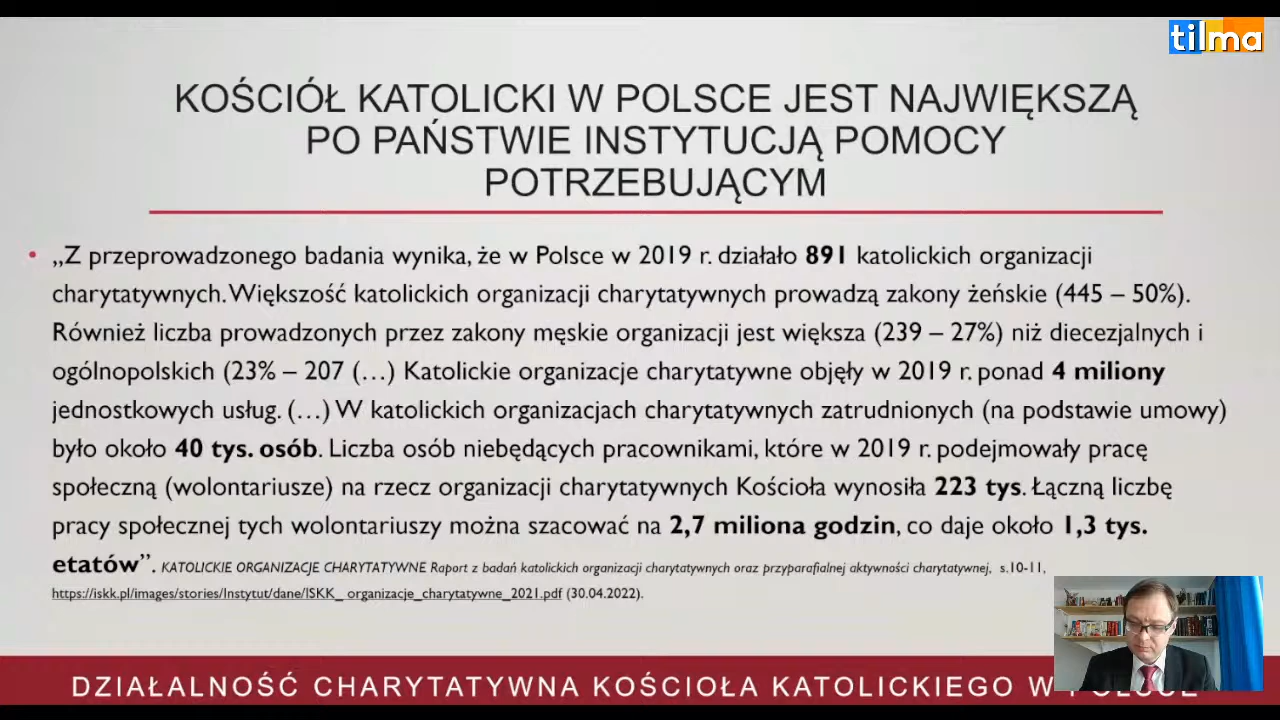 tilma
KOŚCIÓŁ KATOLICKI W POLSCE JEST NAJWIĘKSZĄ
PO PAŃSTWIE INSTYTUCJĄ POMOCY
POTRZEBUJĄCYM
• „Z przeprowadzonego badania wynika, że w Polsce w 2019 r. działało 891 katolickich organizacji
charytatywnych. Większość katolickich organizacji charytatywnych prowadzą zakony żeńskie (445 – 50%).
Również liczba prowadzonych przez zakony męskie organizacji jest większa (239 – 27%) niż diecezjalnych i
ogólnopolskich (23% – 207 (…) Katolickie organizacje charytatywne objęły w 2019 r. ponad 4 miliony
jednostkowych usług. (…) W katolickich organizacjach charytatywnych zatrudnionych (na podstawie umowy)
było około 40 tys. osób. Liczba osób niebędących pracownikami, które w 2019 r. podejmowały pracę
społeczną (wolontariusze) na rzecz organizacji charytatywnych Kościoła wynosiła 223 tys. Łączną liczbę
pracy społecznej tych wolontariuszy można szacować na 2,7 miliona godzin, co daje około 1,3 tys.
etatów”. KATOLICKIE ORGANIZACJE CHARYTATYWNE Raport z badań katolickich organizacji charytatywnych oraz przyparafialnej aktywności charytatywnej, s.10-11,
https://iskk.pl/images/stories/Instytut/dane/ISKK_ organizacje_charytatywne_2021.pdf (30.04.2022).
DZIAŁALNOŚĆ CHARYTATYWNA KOŚCIOŁA KATOLICKIEGO W POLSCE